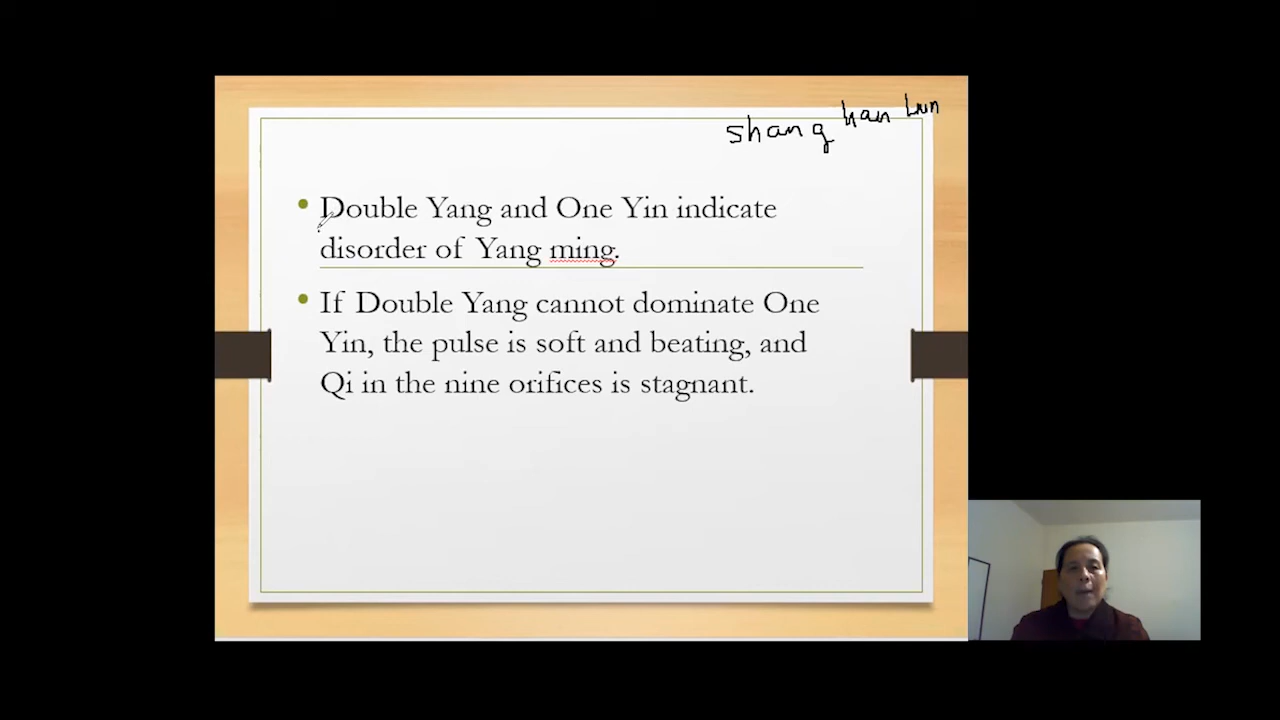 shang han lun
• Double Yang and One Yin indicate
disorder of Yang ming.
• If Double Yang cannot dominate One
Yin, the pulse is soft and beating, and
Qi in the nine orifices is stagnant.